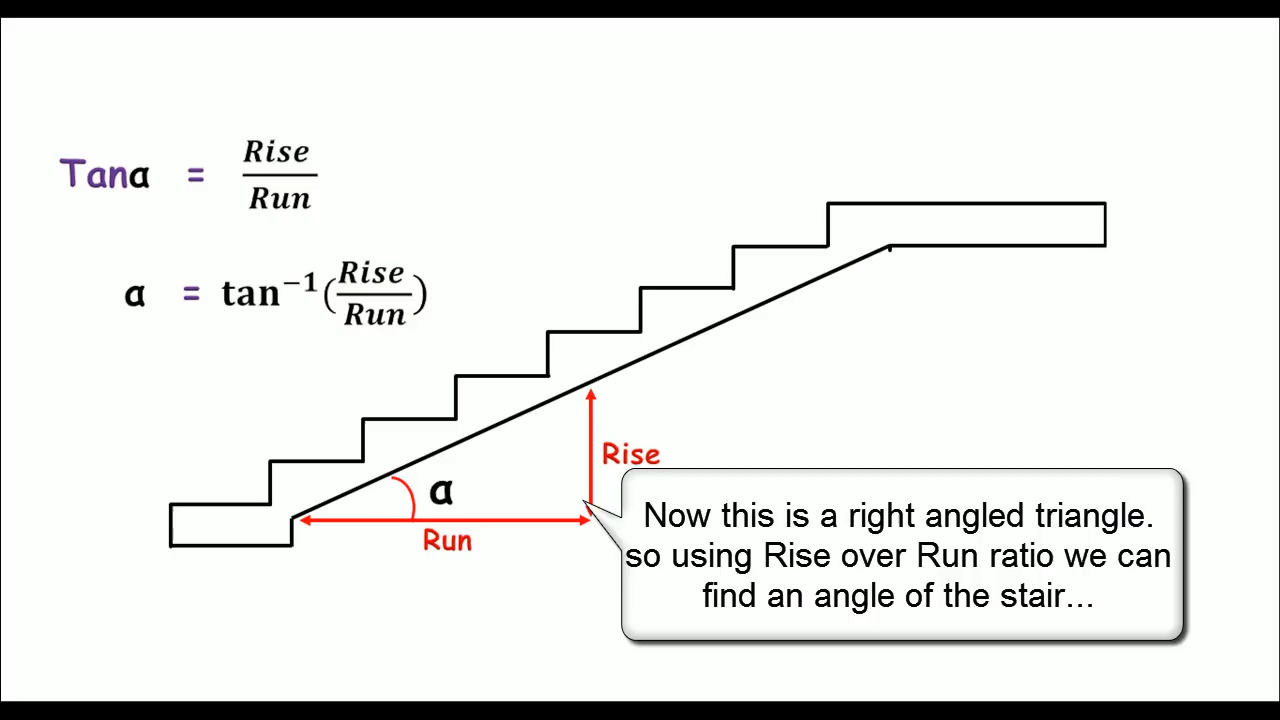 Tanα = Rise/Run
α = tan⁻¹(Rise/Run)
Rise
α
Run
Now this is a right angled triangle.
so using Rise over Run ratio we can
find an angle of the stair...